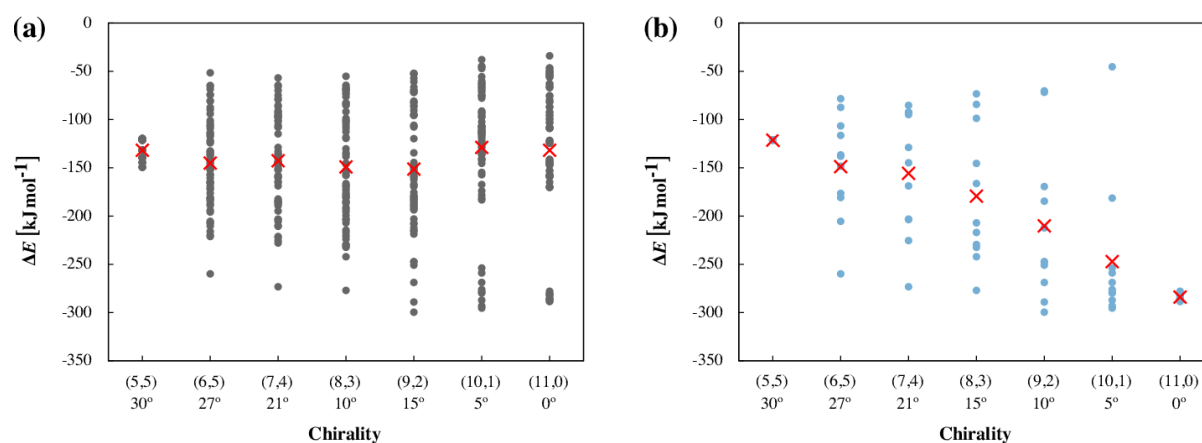 (a)
0
-50
-100
-150
-200
-250
-300
-350
ΔE [kJ mol⁻¹]
(5,5) (6,5) (7,4) (8,3) (9,2) (10,1) (11,0)
30º 27º 21º 10º 15º 5º 0º
Chirality
(b)
0
-50
-100
-150
-200
-250
-300
-350
ΔE [kJ mol⁻¹]
(5,5) (6,5) (7,4) (8,3) (9,2) (10,1) (11,0)
30º 27º 21º 15º 10º 5º 0º
Chirality